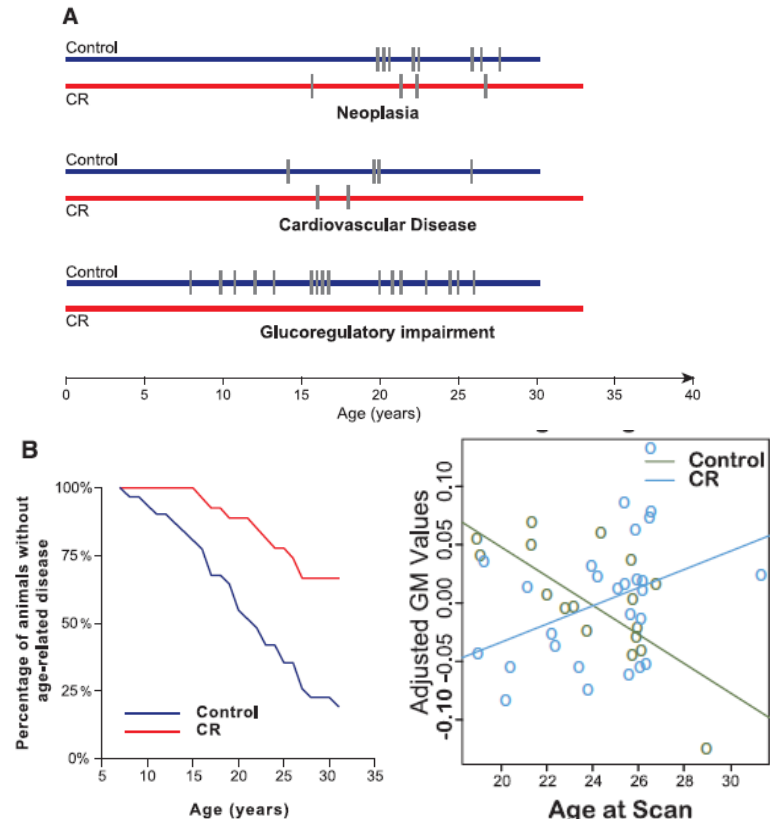 A
Control
CR
Neoplasia
Control
CR
Cardiovascular Disease
Control
CR
Glucoregulatory impairment
0 5 10 15 20 25 30 35 40
Age (years)
B
Percentage of animals without
age-related disease
100%
75%
50%
25%
0%
Control
CR
5 10 15 20 25 30 35
Age (years)
Adjusted GM Values
0.10
0.05
0.00
-0.05
-0.10
Control
CR
20 22 24 26 28 30
Age at Scan